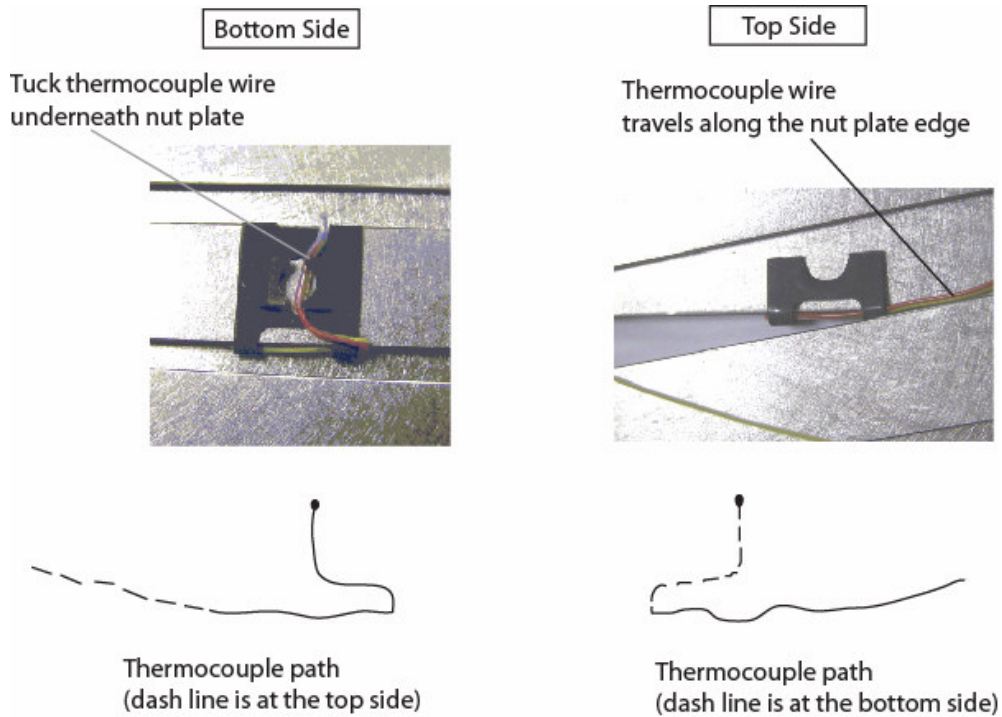 Bottom Side
Tuck thermocouple wire
underneath nut plate
Thermocouple path
(dash line is at the top side)
Top Side
Thermocouple wire
travels along the nut plate edge
Thermocouple path
(dash line is at the bottom side)